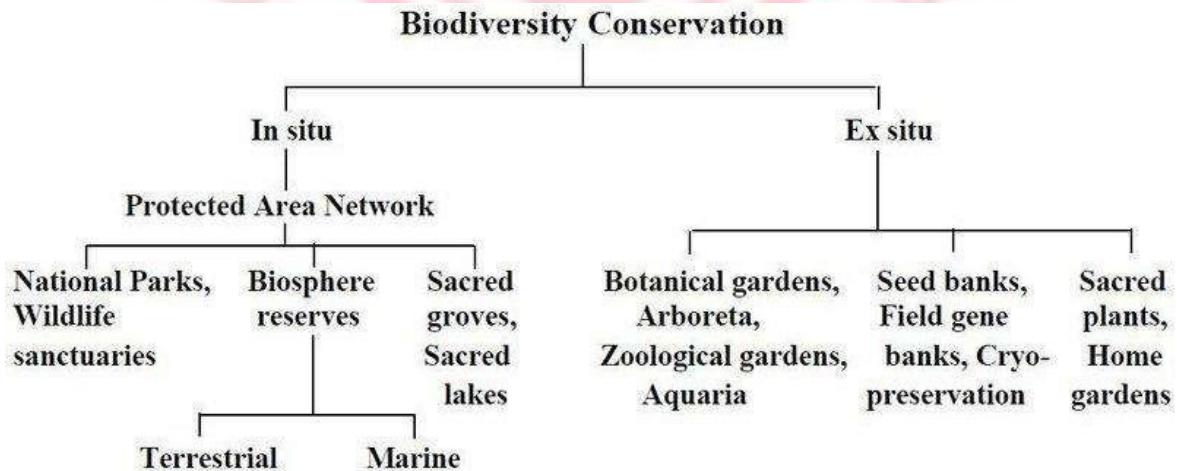 Biodiversity Conservation
In situ
Ex situ
Protected Area Network
National Parks,
Wildlife
sanctuaries
Biosphere
reserves
Sacred
groves,
Sacred
lakes
Terrestrial
Marine
Botanical gardens,
Arboreta,
Zoological gardens,
Aquaria
Seed banks,
Field gene
banks, Cryo-
preservation
Sacred
plants,
Home
gardens